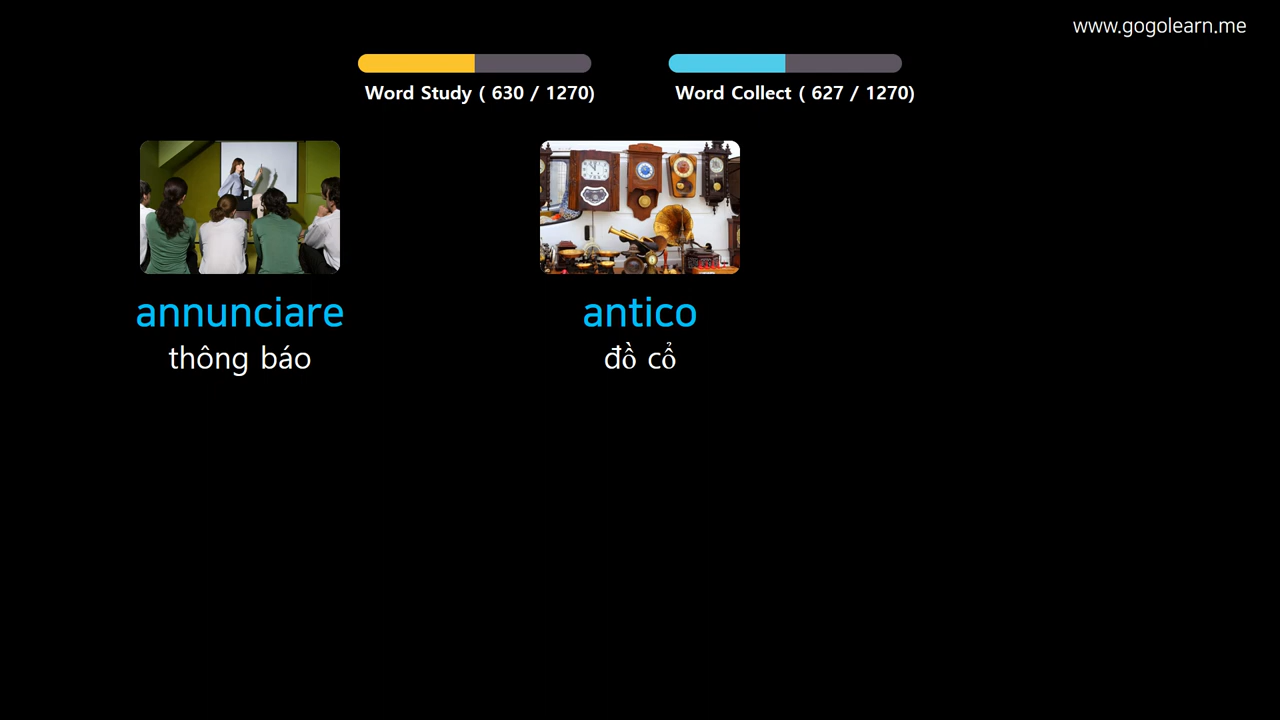 www.gogolearn.me
Word Study ( 630 / 1270)
Word Collect ( 627 / 1270)
annunciare
thông báo
antico
đồ cổ